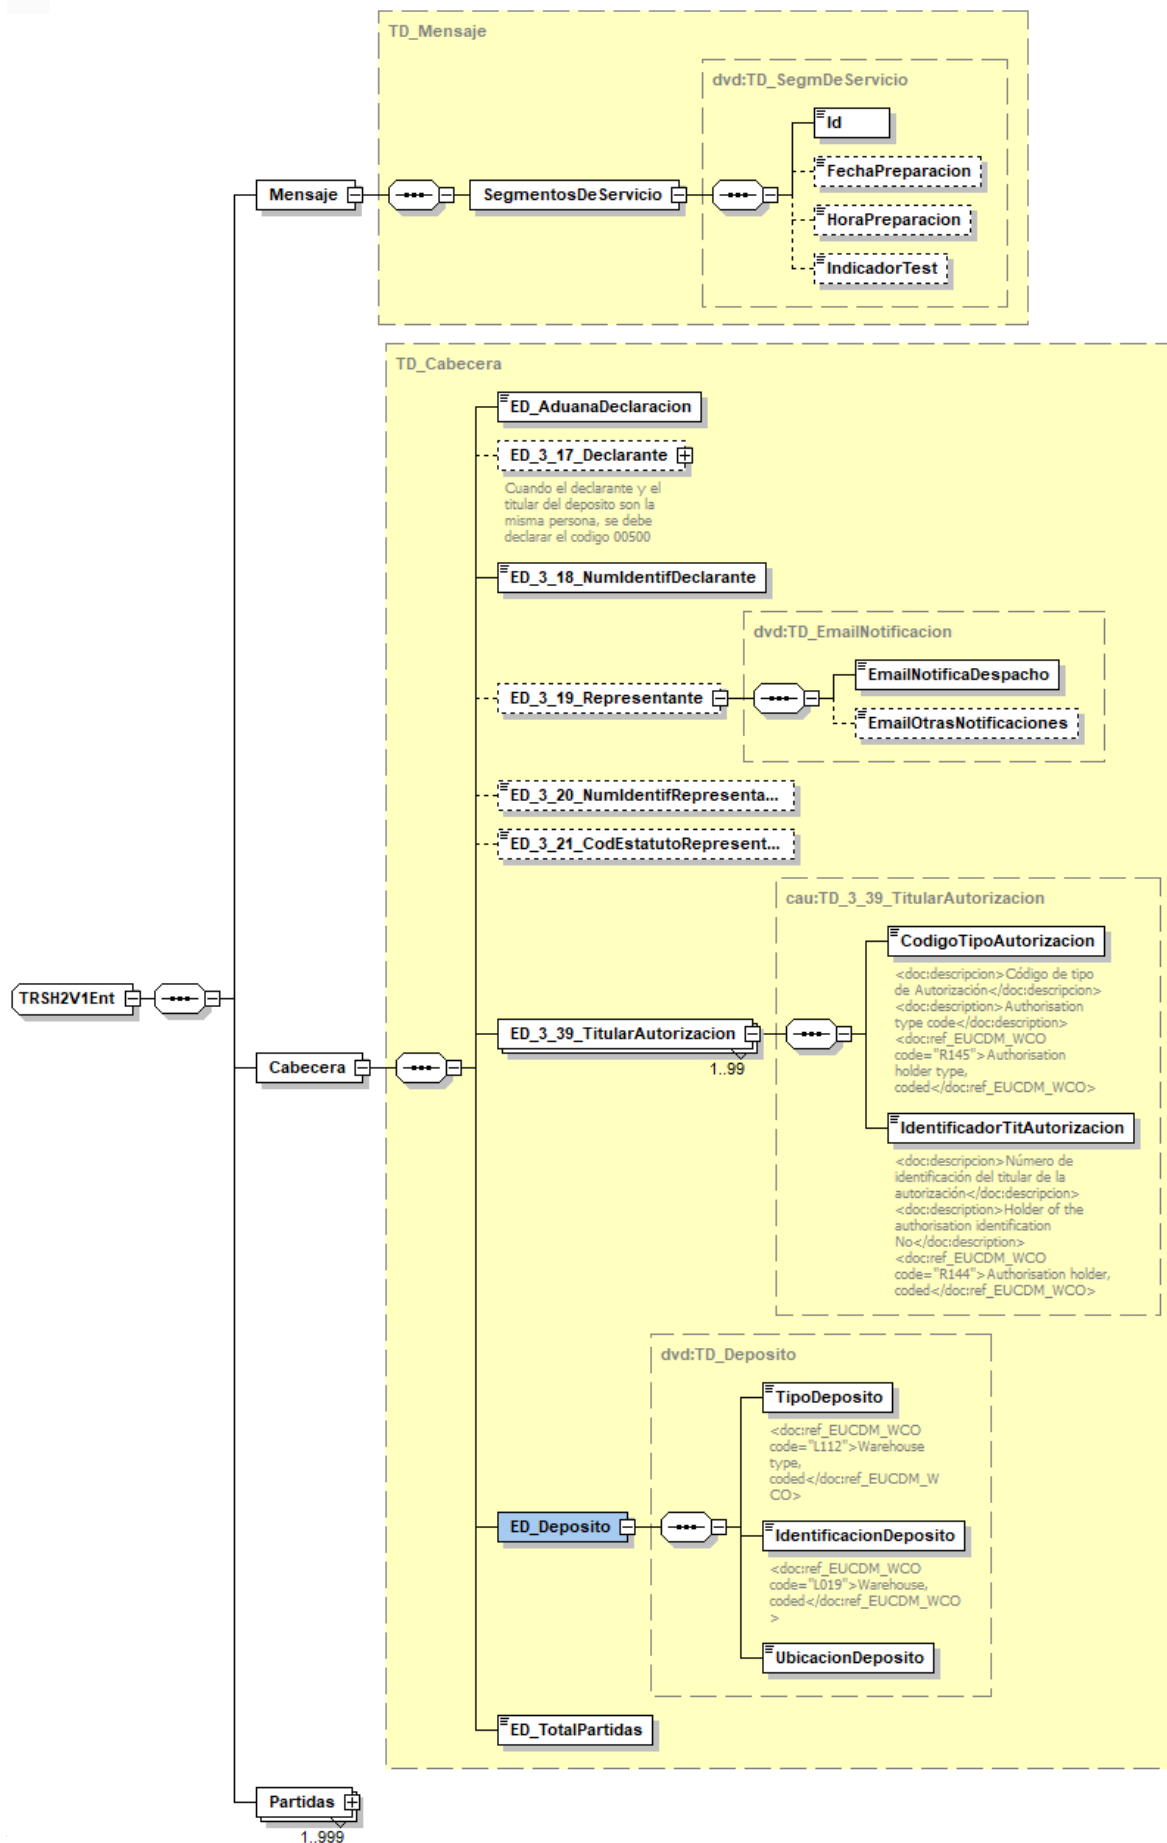 TD_Mensaje
dvd:TD_SegmDeServicio
Id
FechaPreparacion
Mensaje
SegmentosDeServicio
HoraPreparacion
IndicadorTest
TD_Cabecera
ED_AduanaDeclaracion
ED_3_17_Declarante
Cuando el declarante y el
titular del deposito son la
misma persona, se debe
declarar el codigo 00500
ED_3_18_NumIdentifDeclarante
dvd:TD_EmailNotificacion
EmailNotificaDespacho
ED_3_19_Representante
EmailOtrasNotificaciones
ED_3_20_NumIdentifRepresenta...
ED_3_21_CodEstatutoRepresent...
cau:TD_3_39_TitularAutorizacion
CodigoTipoAutorizacion
<doc:descripcion>Código de tipo
de Autorización</doc:descripcion>
<doc:description>Authorisation
type code</doc:description>
<doc:ref_EUCDM_WCO
code="R145">Authorisation
holder type,
coded</doc:ref_EUCDM_WCO>
TRSH2V1Ent
ED_3_39_TitularAutorizacion
1..99
Cabecera
IdentificadorTitAutorizacion
<doc:descripcion>Número de
identificación del titular de la
autorización</doc:descripcion>
<doc:description>Holder of the
authorisation identification
No</doc:description>
<doc:ref_EUCDM_WCO
code="R144">Authorisation holder,
coded</doc:ref_EUCDM_WCO>
dvd:TD_Deposito
TipoDeposito
<doc:ref_EUCDM_WCO
code="L112">Warehouse
type,
coded</doc:ref_EUCDM_W
CO>
ED_Deposito
IdentificacionDeposito
<doc:ref_EUCDM_WCO
code="L019">Warehouse,
coded</doc:ref_EUCDM_WCO
>
UbicacionDeposito
ED_TotalPartidas
Partidas
1..999